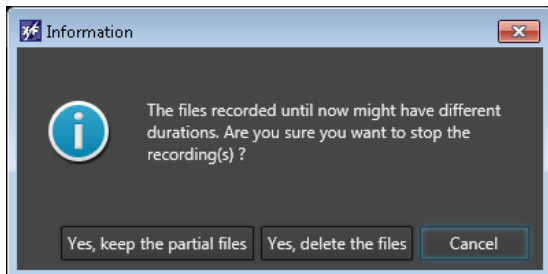 Information
The files recorded until now might have different
durations. Are you sure you want to stop the
recording(s) ?
Yes, keep the partial files Yes, delete the files Cancel